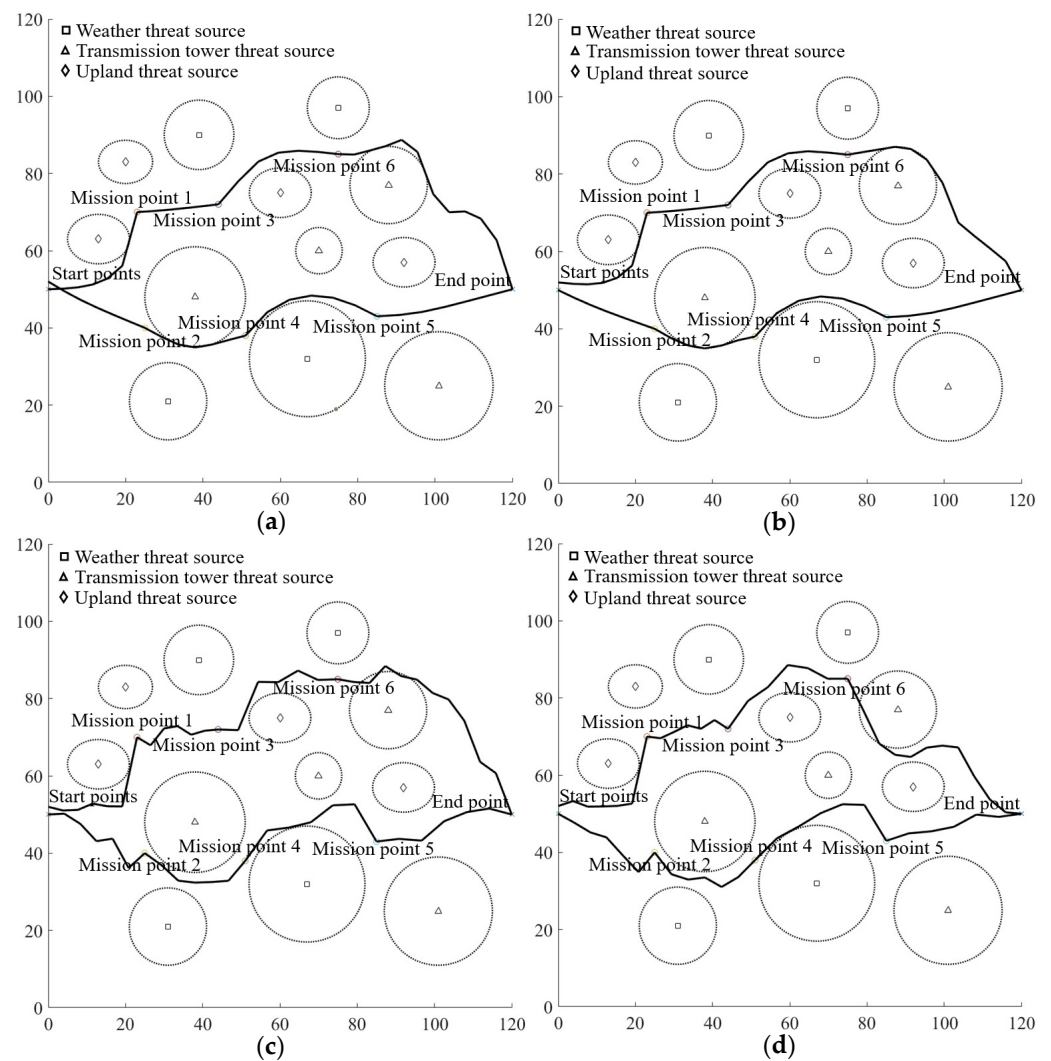 120
Weather threat source
Transmission tower threat source
Upland threat source
100
80
60
40
20
0
Mission point 1
Mission point 3
Mission point 6
Start points
End point
Mission point 4
Mission point 5
Mission point 2
0 20 40 60 80 100 120
(a)
120
Weather threat source
Transmission tower threat source
Upland threat source
100
80
60
40
20
0
Mission point 6
Mission point 1
Mission point 3
Start points
End point
Mission point 4
Mission point 5
Mission point 2
0 20 40 60 80 100 120
(b)
120
Weather threat source
Transmission tower threat source
Upland threat source
100
80
60
40
20
0
Mission point 6
Mission point 1
Mission point 3
Start points
End point
Mission point 4
Mission point 5
Mission point 2
0 20 40 60 80 100 120
(c)
120
Weather threat source
Transmission tower threat source
Upland threat source
100
80
60
40
20
0
Mission point 6
Mission point 1
Mission point 3
Start points
End point
Mission point 4
Mission point 5
Mission point 2
0 20 40 60 80 100 120
(d)